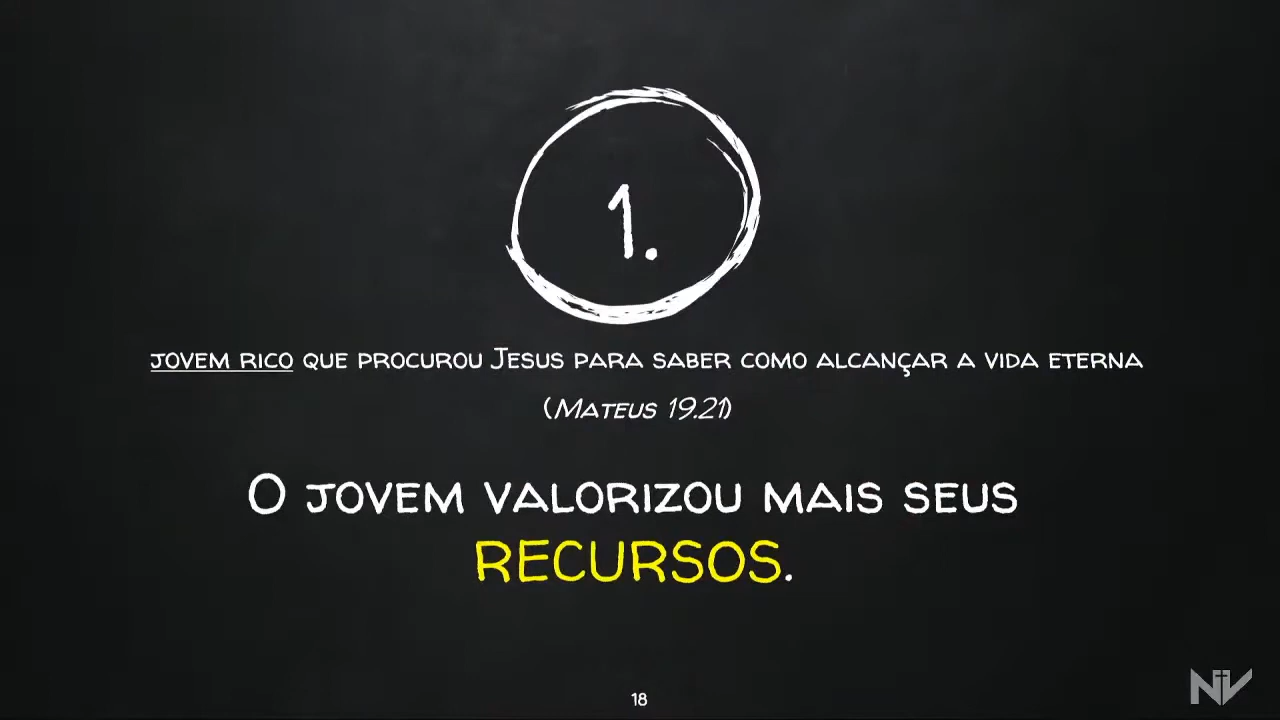 1.
jovem rico que procurou Jesus para saber como alcançar a vida eterna
(Mateus 19.21)
O jovem valorizou mais seus
RECURSOS.
18
NV